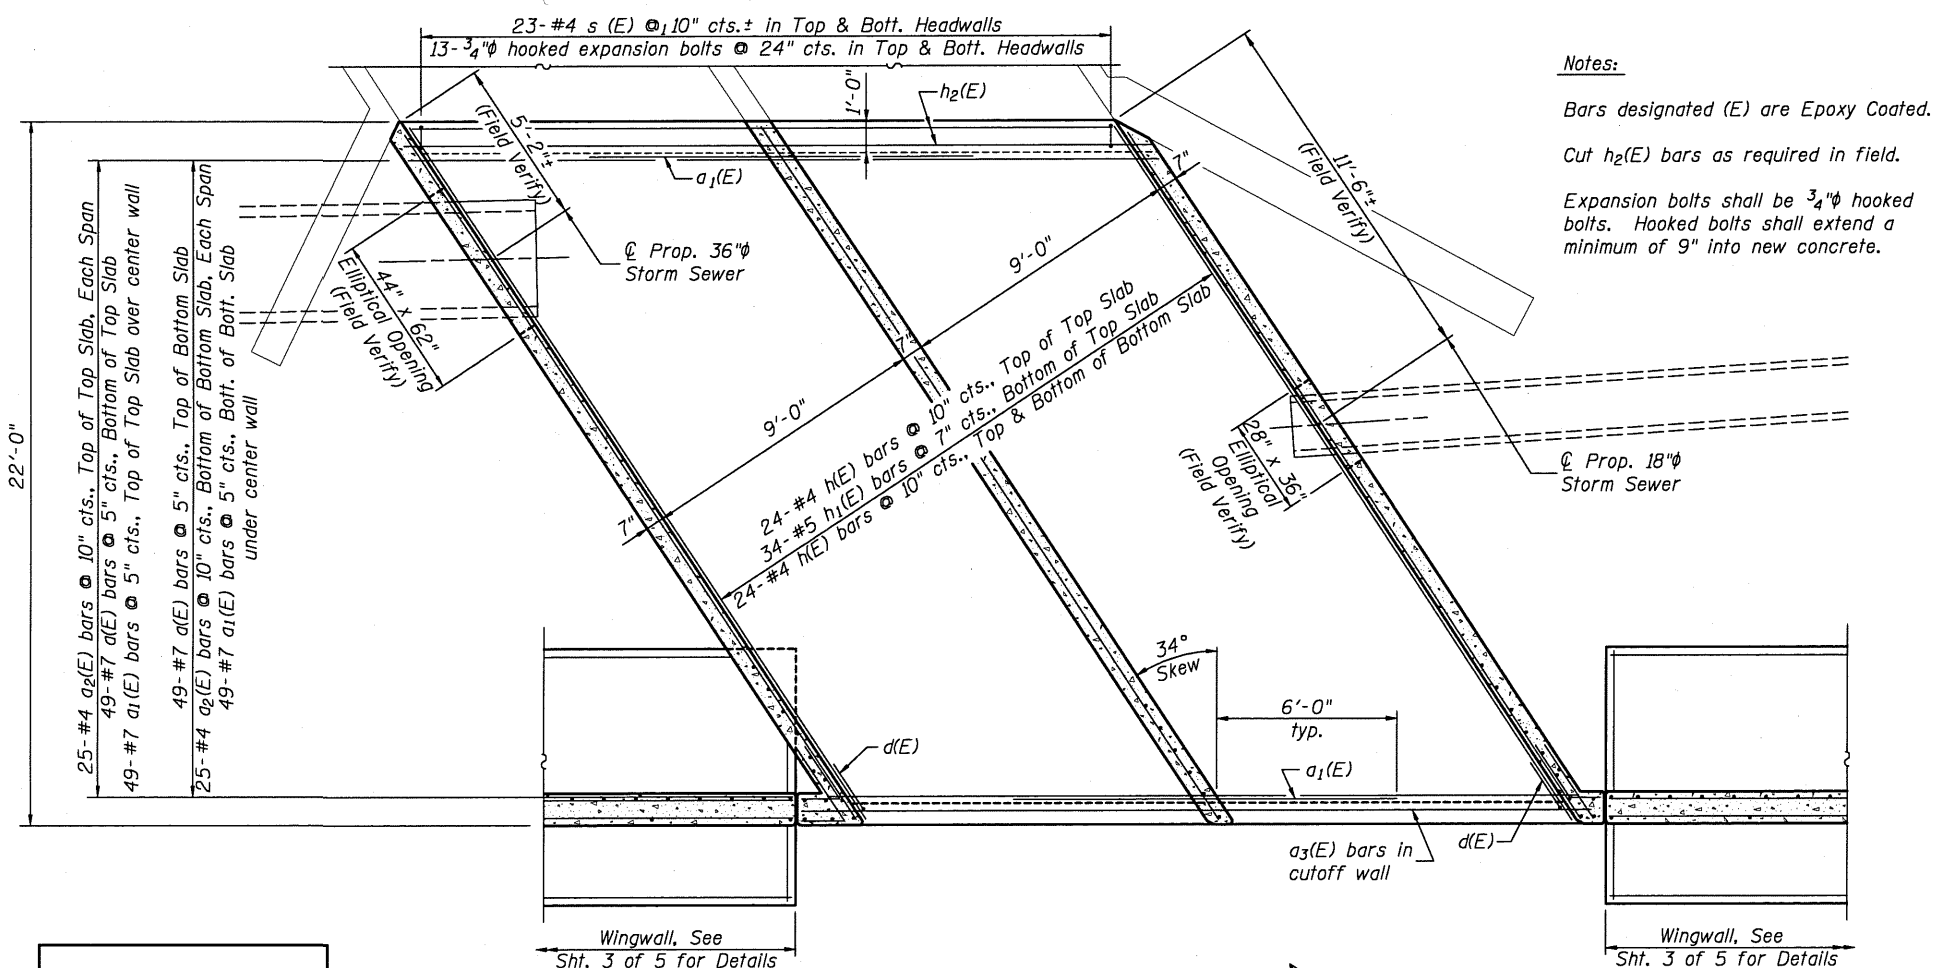 23-#4 s (E) @ 10" cts.± in Top & Bott. Headwalls
13-3/4"φ hooked expansion bolts @ 24" cts. in Top & Bott. Headwalls
1'-0"
h2(E)
5'-2"±
(Field Verify)
a1(E)
7"
11'-6"±
(Field Verify)
Notes:
Bars designated (E) are Epoxy Coated.
Cut h2(E) bars as required in field.
Expansion bolts shall be 3/4"φ hooked
bolts. Hooked bolts shall extend a
minimum of 9" into new concrete.
℄ Prop. 36"φ
Storm Sewer
44" x 62"
Elliptical Opening
(Field Verify)
9'-0"
7"
9'-0"
7"
24-#4 h(E) bars @ 10" cts., Top of Top Slab
34-#5 h1(E) bars @ 7" cts., Bottom of Top Slab
24-#4 h(E) bars @ 10" cts., Top & Bottom of Bottom Slab
28" x 36"
Elliptical
Opening
(Field Verify)
℄ Prop. 18"φ
Storm Sewer
22'-0"
25-#4 a2(E) bars @ 10" cts., Top of Top Slab, Each Span
49-#7 a(E) bars @ 5" cts., Bottom of Top Slab
49-#7 a1(E) bars @ 5" cts., Top of Top Slab over center wall
49-#7 a(E) bars @ 5" cts., Top of Bottom Slab
25-#4 a2(E) bars @ 10" cts., Bottom of Bottom Slab, Each Span
49-#7 a1(E) bars @ 5" cts., Bott. of Bott. Slab
under center wall
34°
Skew
6'-0"
typ.
d(E)
a1(E)
a3(E) bars in
cutoff wall
d(E)
Wingwall, See
Sht. 3 of 5 for Details
Wingwall, See
Sht. 3 of 5 for Details